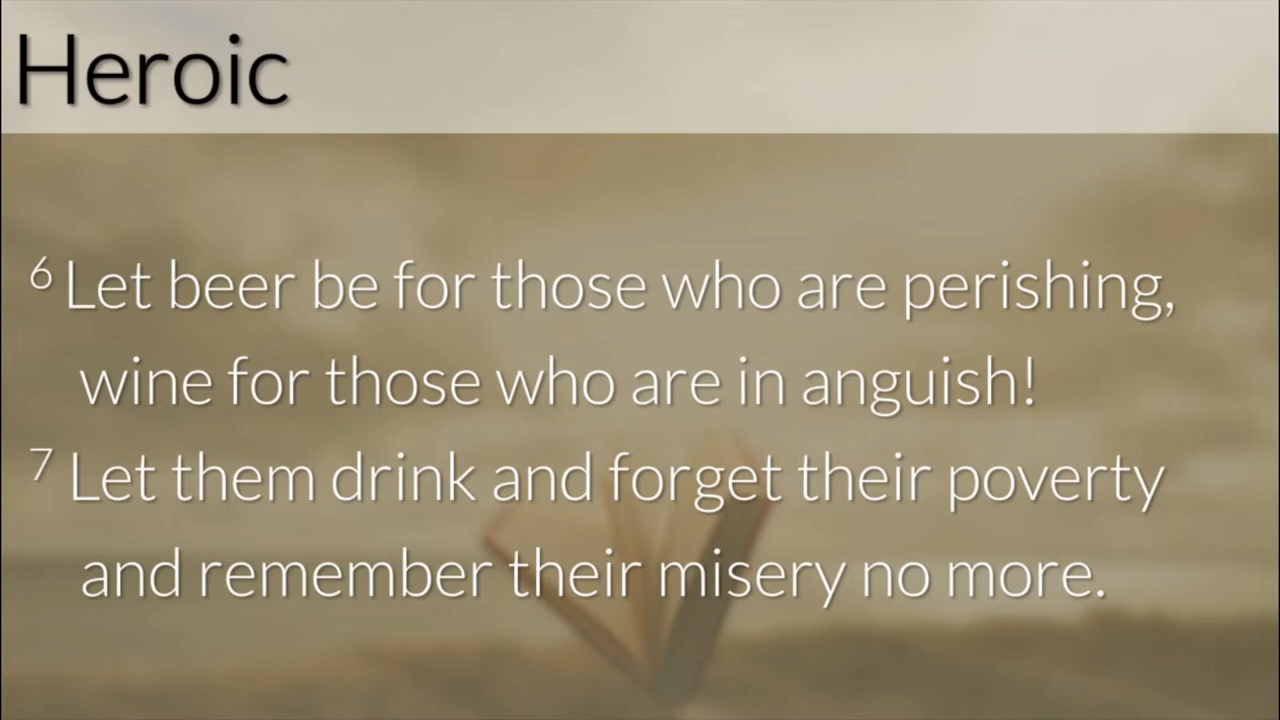 Heroic
6 Let beer be for those who are perishing,
wine for those who are in anguish!
7 Let them drink and forget their poverty
and remember their misery no more.